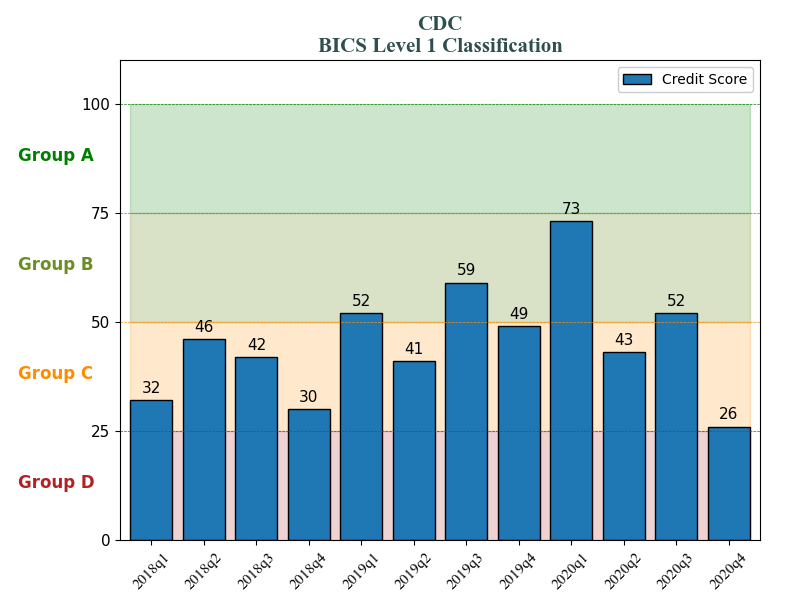 CDC
BICS Level 1 Classification
Credit Score
100
Group A
75
73
Group B
59
52
52
50
49
46
43
42
41
Group C
32
30
26
25
Group D
0
2018q1
2018q2
2018q3
2018q4
2019q1
2019q2
2019q3
2019q4
2020q1
2020q2
2020q3
2020q4